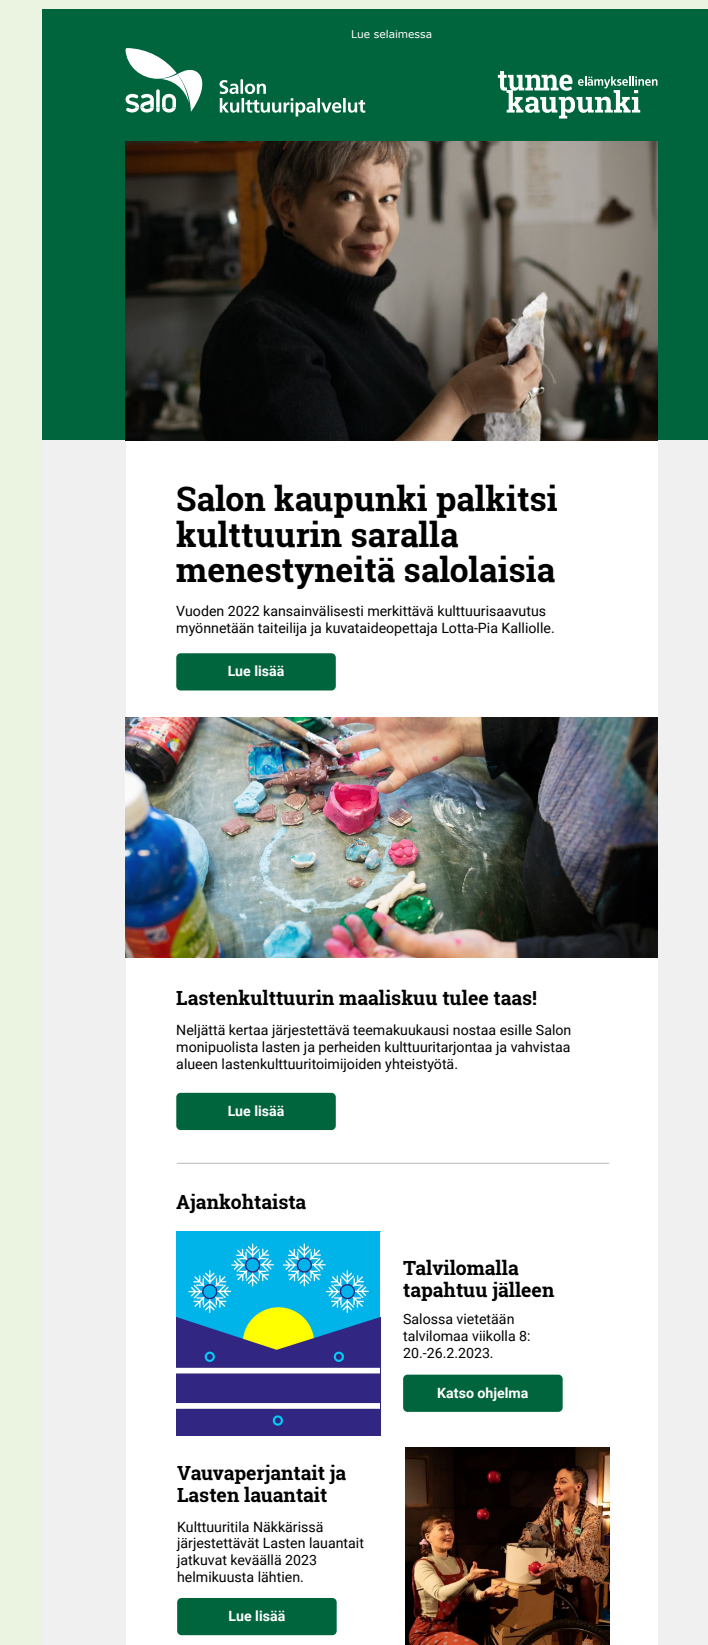 Lue selaimessa
salo
Salon
kulttuuripalvelut
tunne elämyksellinen
kaupunki
Salon kaupunki palkitsi
kulttuurin saralla
menestyneitä salolaisia
Vuoden 2022 kansainvälisesti merkittävä kulttuurisaavutus
myönnetään taiteilija ja kuvataideopettaja Lotta-Pia Kalliolle.
Lue lisää
Lastenkulttuurin maaliskuu tulee taas!
Neljättä kertaa järjestettävä teemakuukausi nostaa esille Salon
monipuolista lasten ja perheiden kulttuuritarjontaa ja vahvistaa
alueen lastenkulttuuritoimijoiden yhteistyötä.
Lue lisää
Ajankohtaista
Talvilomalla
tapahtuu jälleen
Salossa vietetään
talvilomaa viikolla 8:
20.-26.2.2023.
Katso ohjelma
Vauvaperjantait ja
Lasten lauantait
Kulttuuritila Näkkärissä
järjestettävät Lasten lauantait
jatkuvat keväällä 2023
helmikuusta lähtien.
Lue lisää